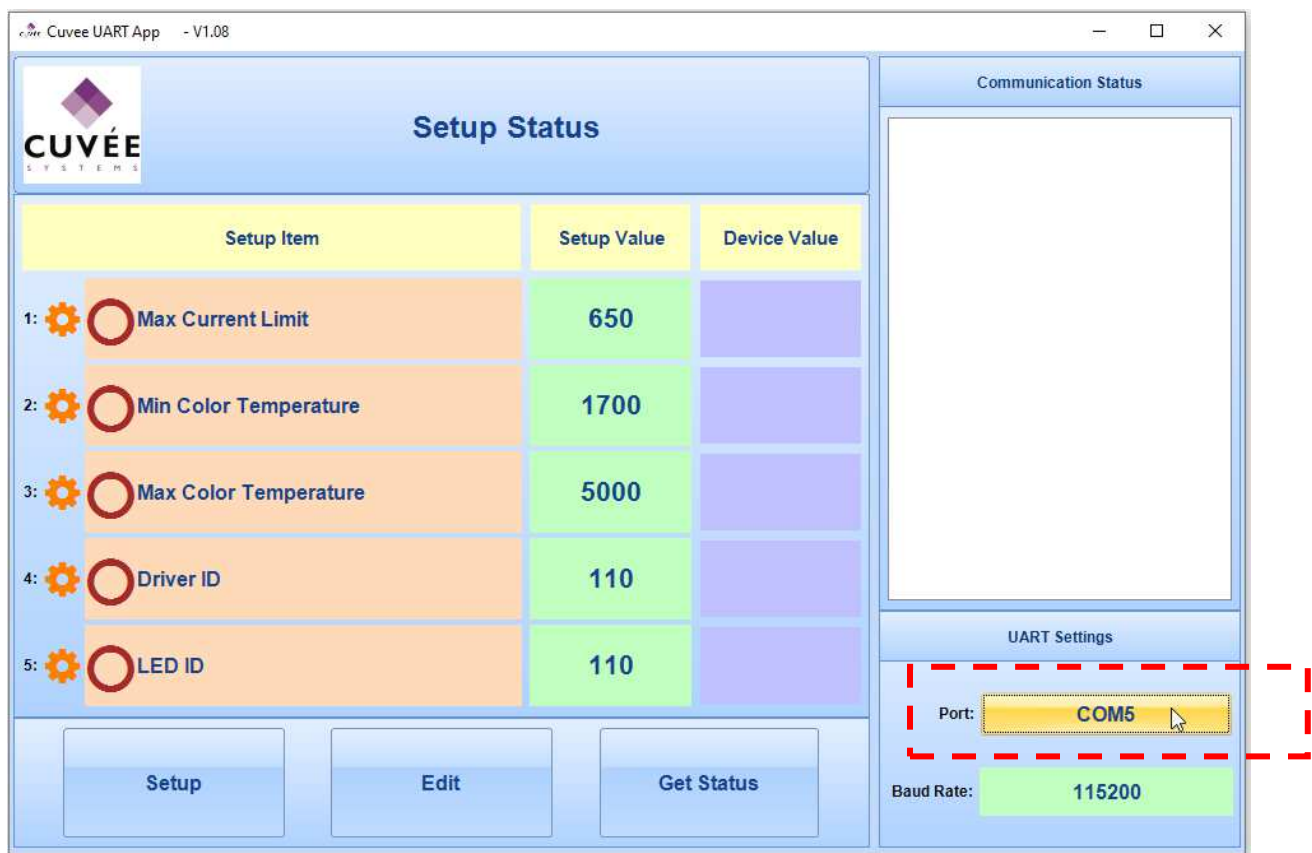 Cuvee UART App - V1.08
CUVÉE
SYSTEMS
Setup Status
Setup Item Setup Value Device Value
1: Max Current Limit 650
2: Min Color Temperature 1700
3: Max Color Temperature 5000
4: Driver ID 110
5: LED ID 110
Setup Edit Get Status
Communication Status
UART Settings
Port: COM5
Baud Rate: 115200